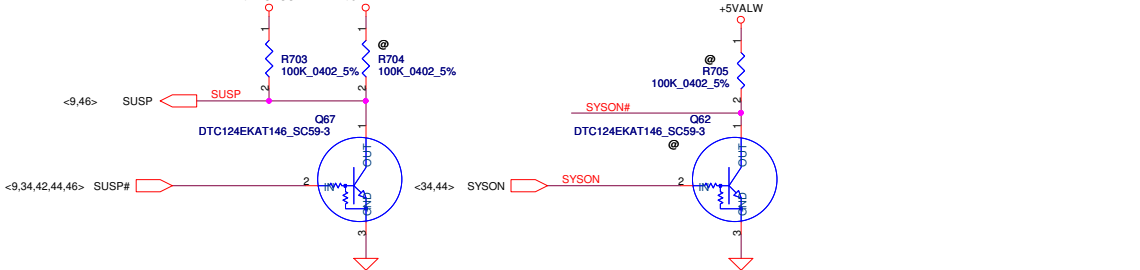 +5VALW
1
1
@
R703
100K_0402_5%
R704
100K_0402_5%
1
@
R705
100K_0402_5%
2
2
2
<9,46>
SUSP
SUSP
SYSON#
Q67
DTC124EKAT146_SC59-3
1
Q62
DTC124EKAT146_SC59-3
1
@
OUT
OUT
<9,34,42,44,46>
SUSP#
2
IN
<34,44>
SYSON
SYSON
2
IN
GND
GND
3
3